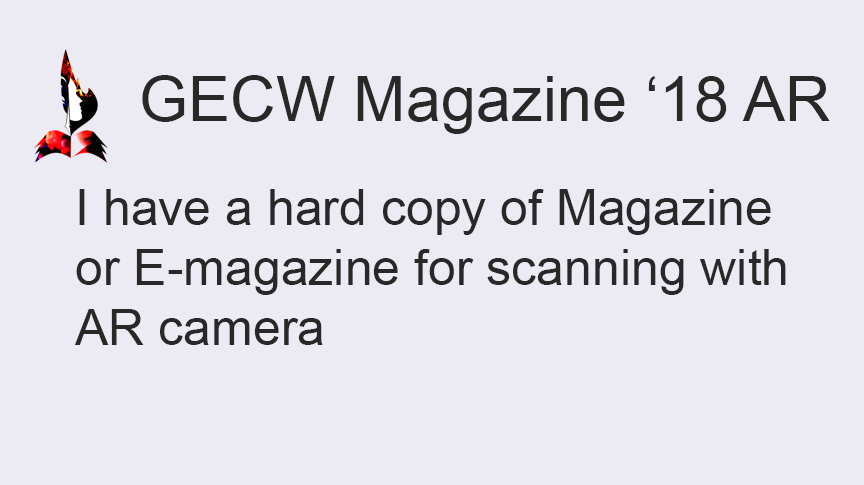 GECW Magazine ‘18 AR
I have a hard copy of Magazine
or E-magazine for scanning with
AR camera